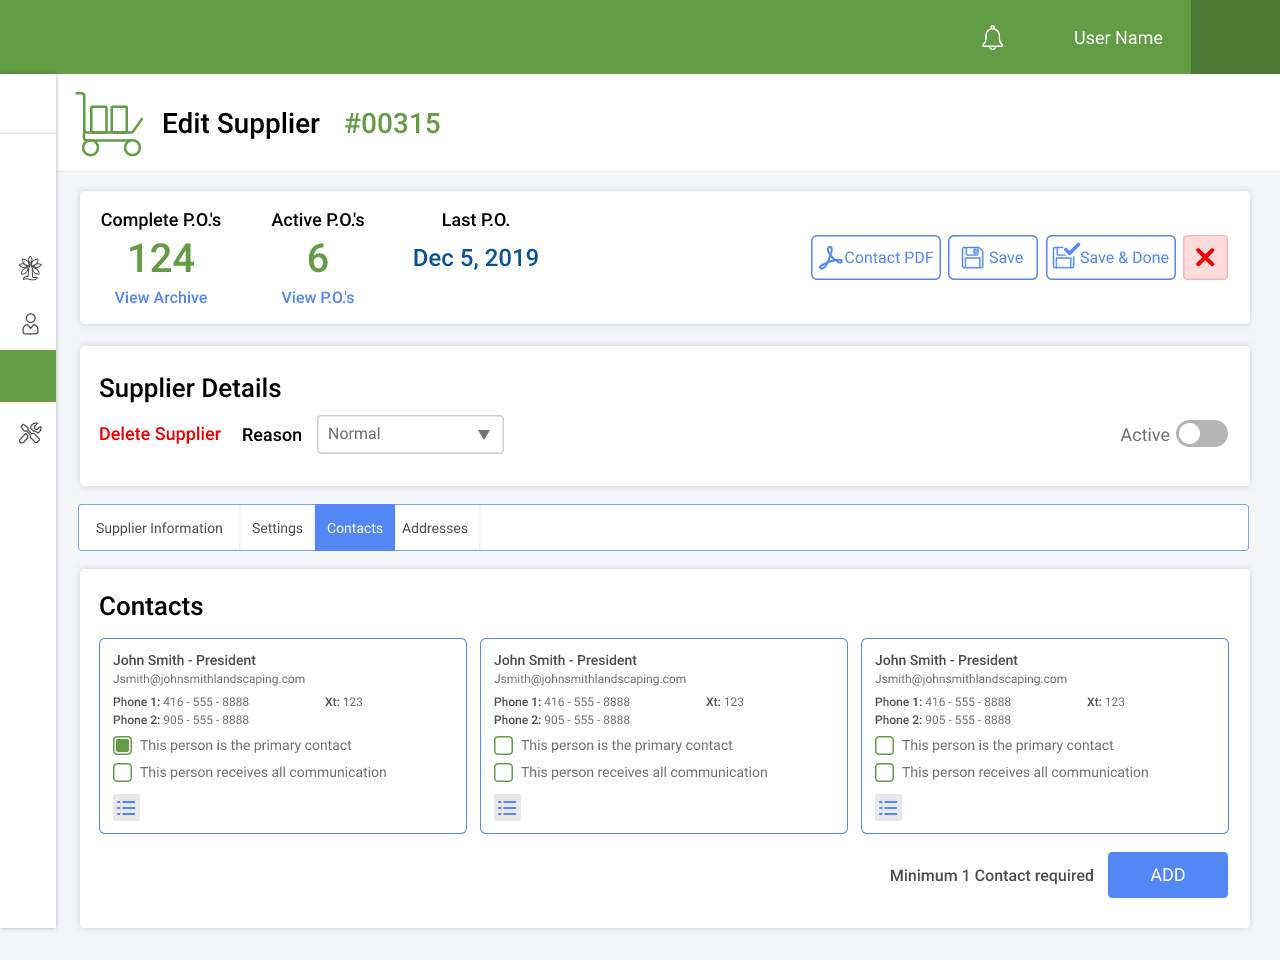 User Name
Edit Supplier #00315
Complete P.O.'s Active P.O.'s Last P.O.
124 6 Dec 5, 2019
View Archive View P.O.'s
Contact PDF Save Save & Done
Supplier Details
Delete Supplier Reason Normal Active
Supplier Information Settings Contacts Addresses
Contacts
John Smith - President
Jsmith@johnsmithlandscaping.com
Phone 1: 416 - 555 - 8888 Xt: 123
Phone 2: 905 - 555 - 8888
This person is the primary contact
This person receives all communication
John Smith - President
Jsmith@johnsmithlandscaping.com
Phone 1: 416 - 555 - 8888 Xt: 123
Phone 2: 905 - 555 - 8888
This person is the primary contact
This person receives all communication
John Smith - President
Jsmith@johnsmithlandscaping.com
Phone 1: 416 - 555 - 8888 Xt: 123
Phone 2: 905 - 555 - 8888
This person is the primary contact
This person receives all communication
Minimum 1 Contact required ADD